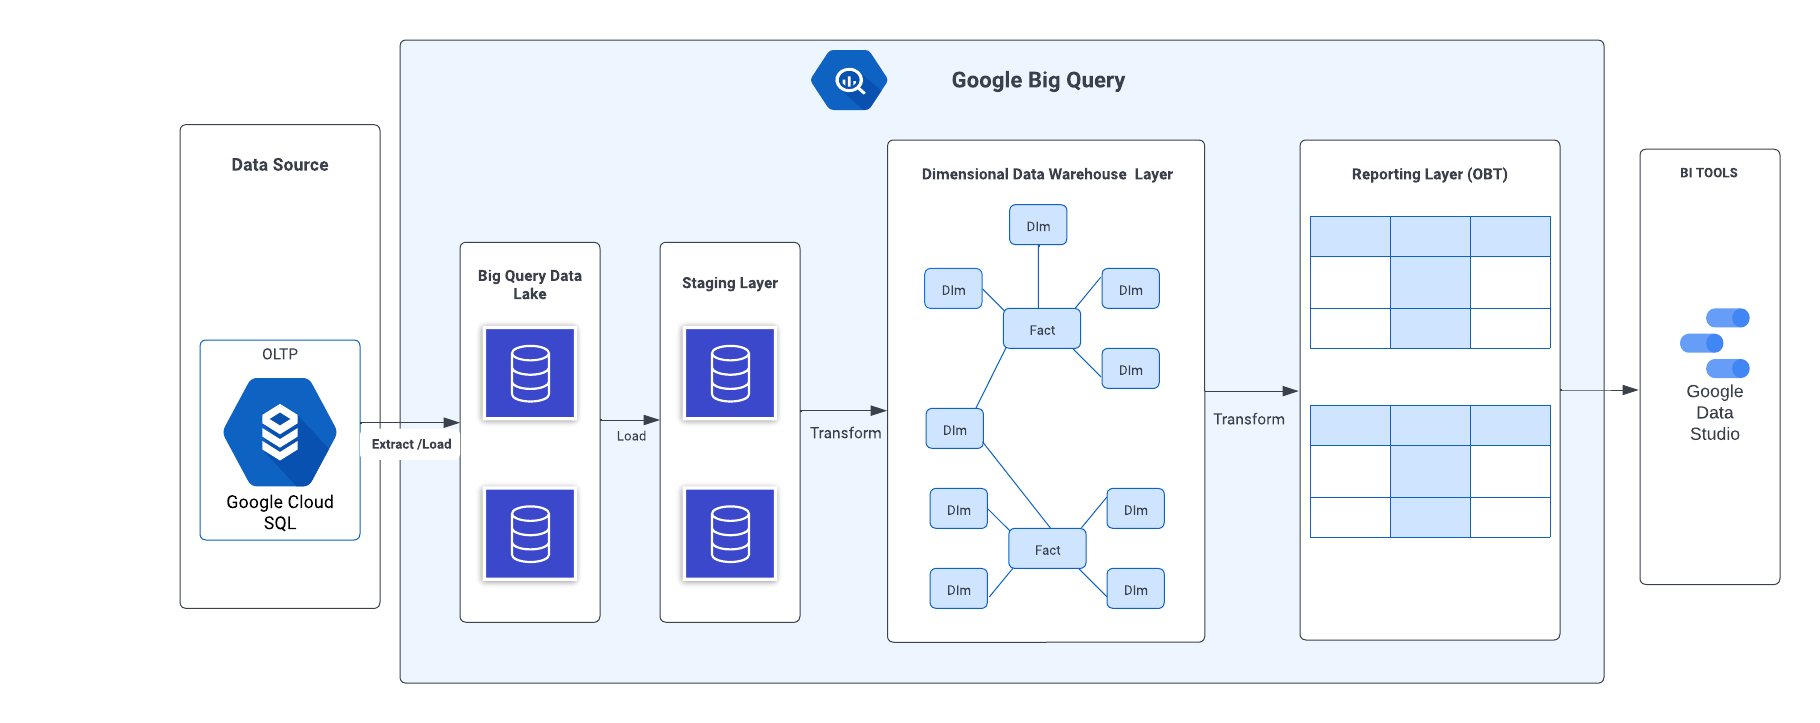 Google Big Query
Data Source
OLTP
Google Cloud
SQL
Extract /Load
Big Query Data
Lake
Load
Staging Layer
Transform
Dimensional Data Warehouse  Layer
DIm
DIm
DIm
Fact
DIm
DIm
DIm
DIm
Fact
DIm
DIm
Transform
Reporting Layer (OBT)
BI TOOLS
Google
Data
Studio